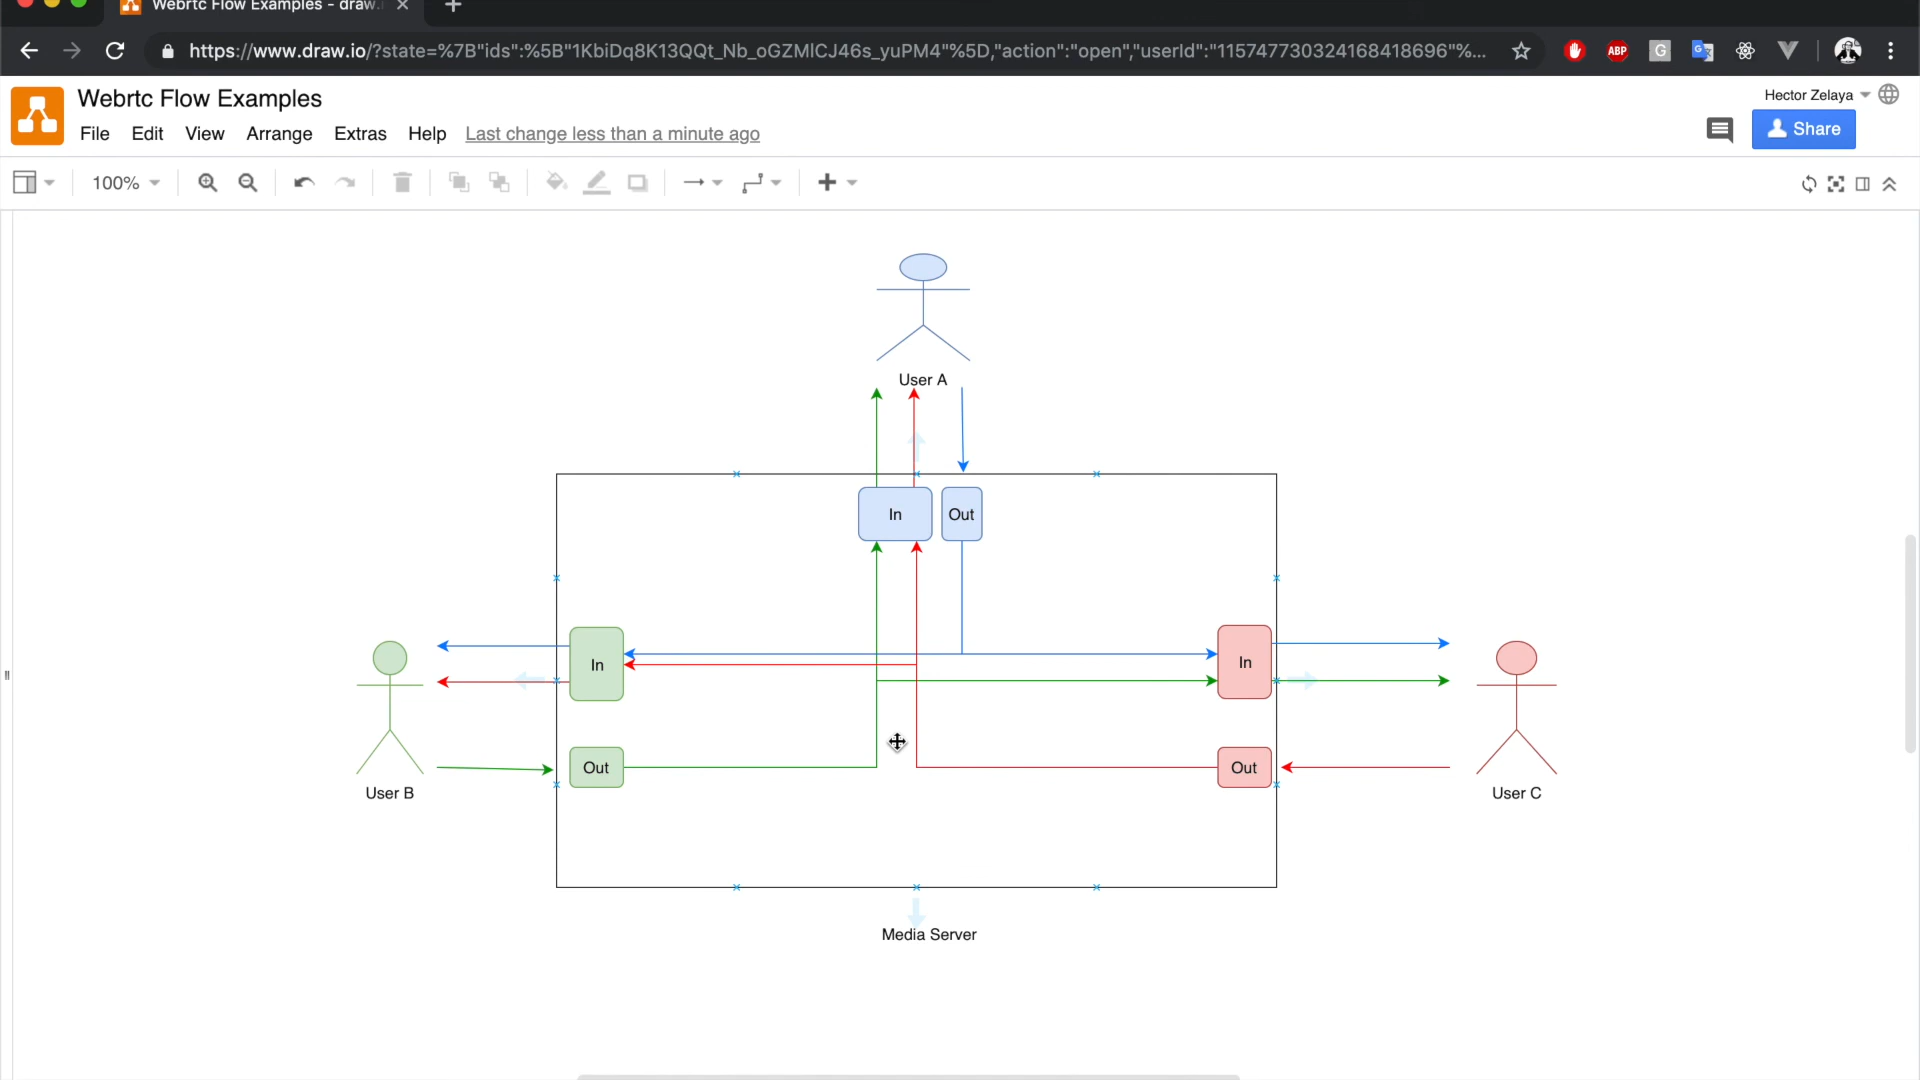 Webrtc Flow Examples - draw.i
https://www.draw.io/?state=%7B"ids":%5B"1KbiDq8K13QQt_Nb_oGZMlCJ46s_yuPM4"%5D,"action":"open","userId":"115747730324168418696"%...
ABP
G
Webrtc Flow Examples
Hector Zelaya
File Edit View Arrange Extras Help Last change less than a minute ago
Share
100%
User A
In Out
In
In
Out
Out
User B
User C
Media Server